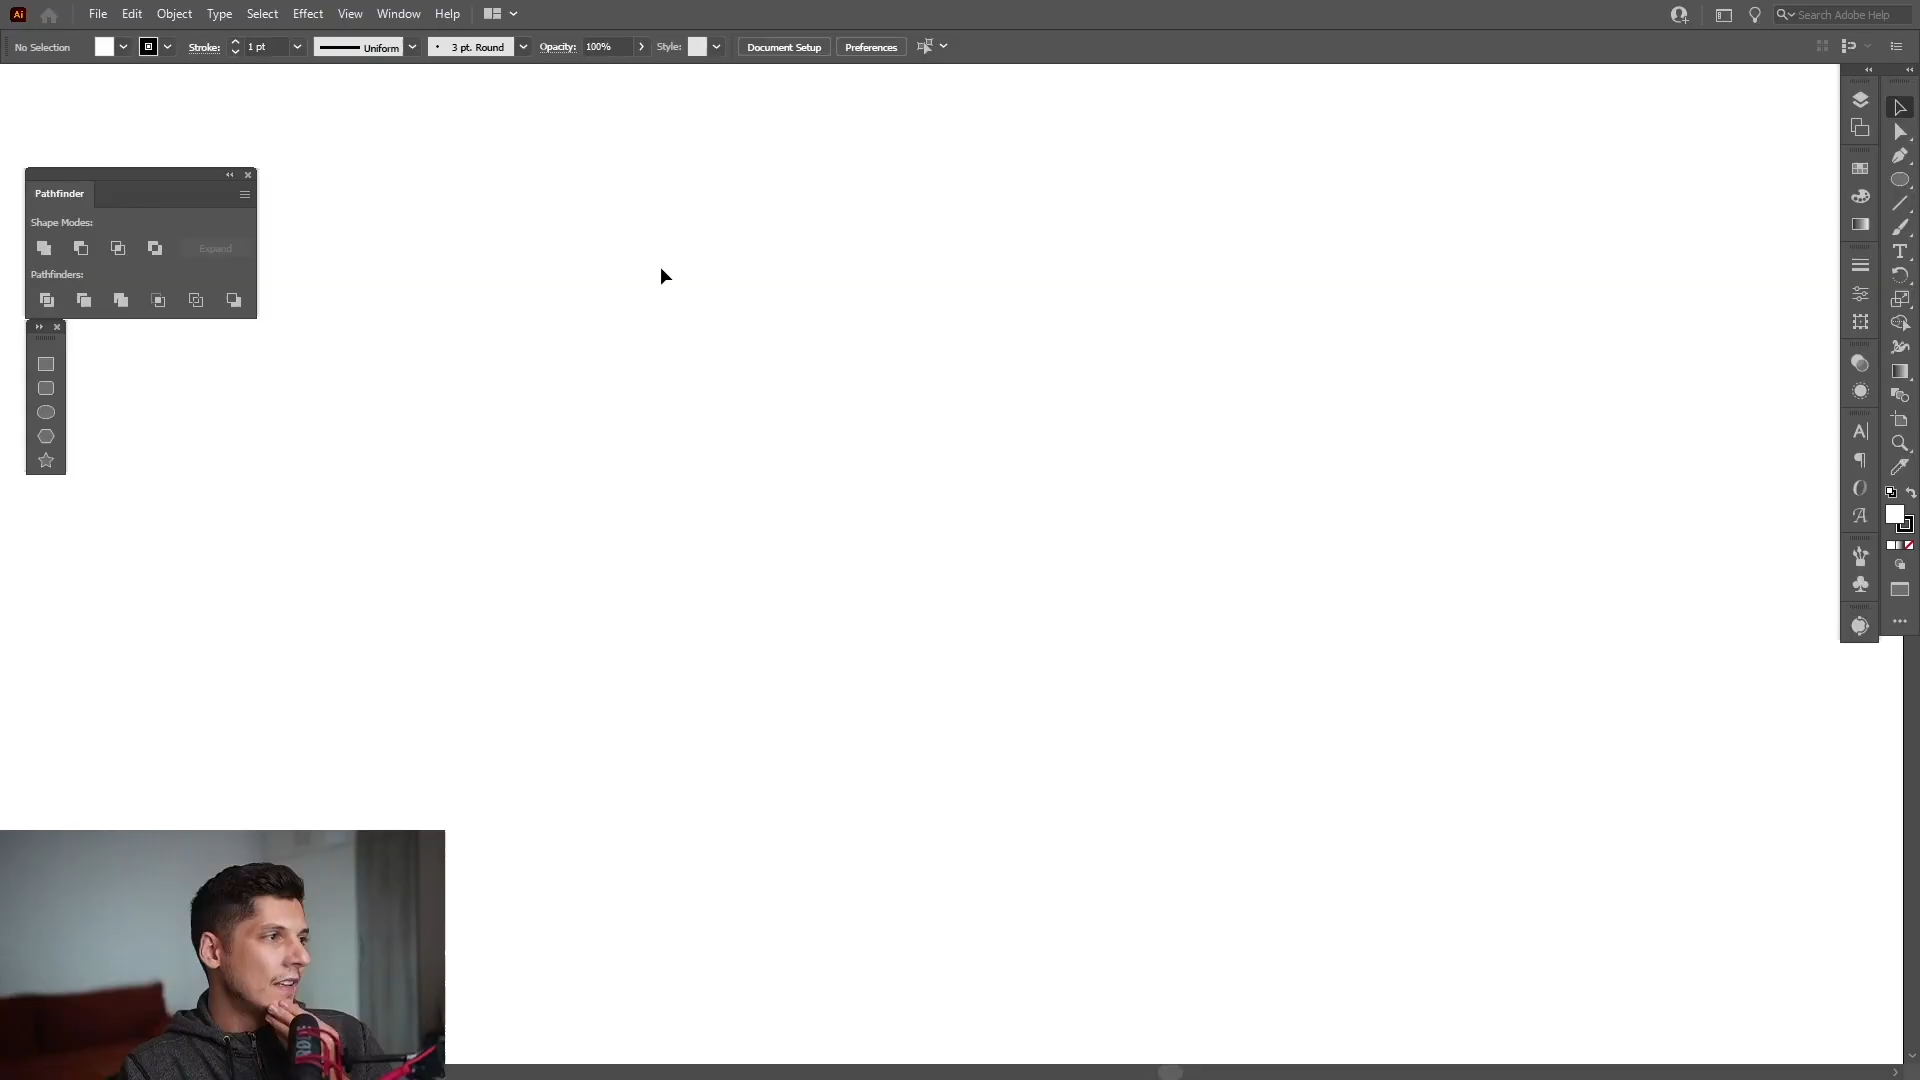 Ai
File Edit Object Type Select Effect View Window Help
Search Adobe Help
No Selection
Stroke: 1 pt
Uniform
3 pt. Round
Opacity: 100%
Style:
Document Setup
Preferences
Pathfinder
Shape Modes:
Expand
Pathfinders:
RODE